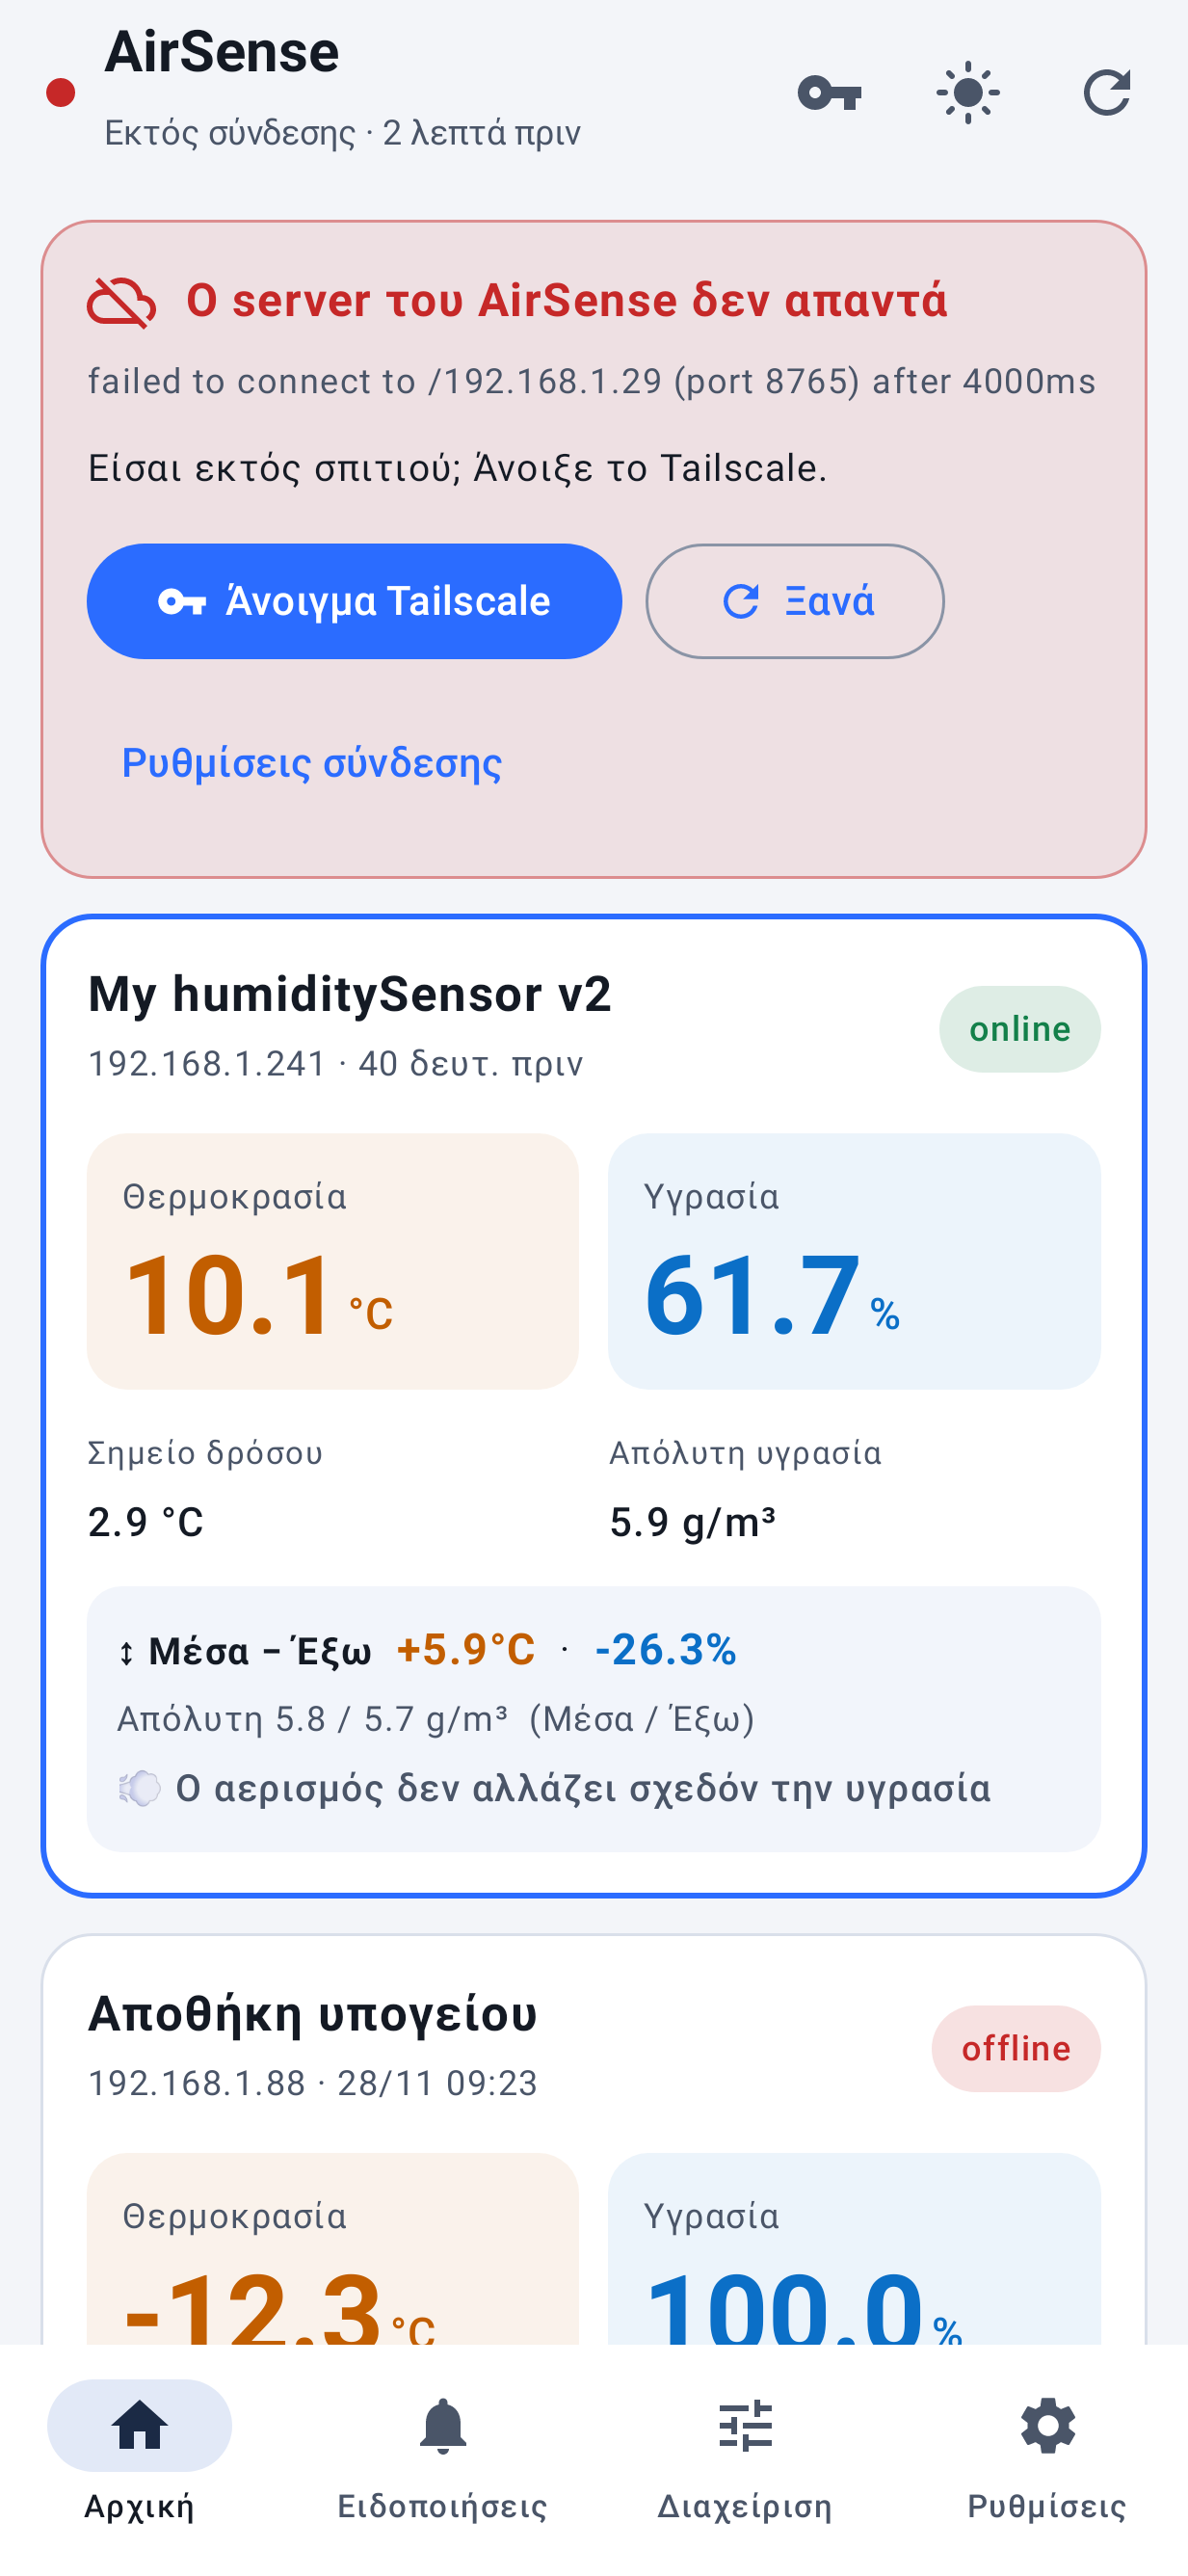 AirSense
Εκτός σύνδεσης · 2 λεπτά πριν
Ο server του AirSense δεν απαντά
failed to connect to /192.168.1.29 (port 8765) after 4000ms
Είσαι εκτός σπιτιού; Άνοιξε το Tailscale.
Άνοιγμα Tailscale
Ξανά
Ρυθμίσεις σύνδεσης
My humiditySensor v2
192.168.1.241 · 40 δευτ. πριν
online
Θερμοκρασία
10.1 °C
Υγρασία
61.7 %
Σημείο δρόσου
2.9 °C
Απόλυτη υγρασία
5.9 g/m³
↕ Μέσα – Έξω +5.9°C · -26.3%
Απόλυτη 5.8 / 5.7 g/m³ (Μέσα / Έξω)
💨 Ο αερισμός δεν αλλάζει σχεδόν την υγρασία
Αποθήκη υπογείου
192.168.1.88 · 28/11 09:23
offline
Θερμοκρασία
-12.3 °C
Υγρασία
100.0 %
Αρχική
Ειδοποιήσεις
Διαχείριση
Ρυθμίσεις